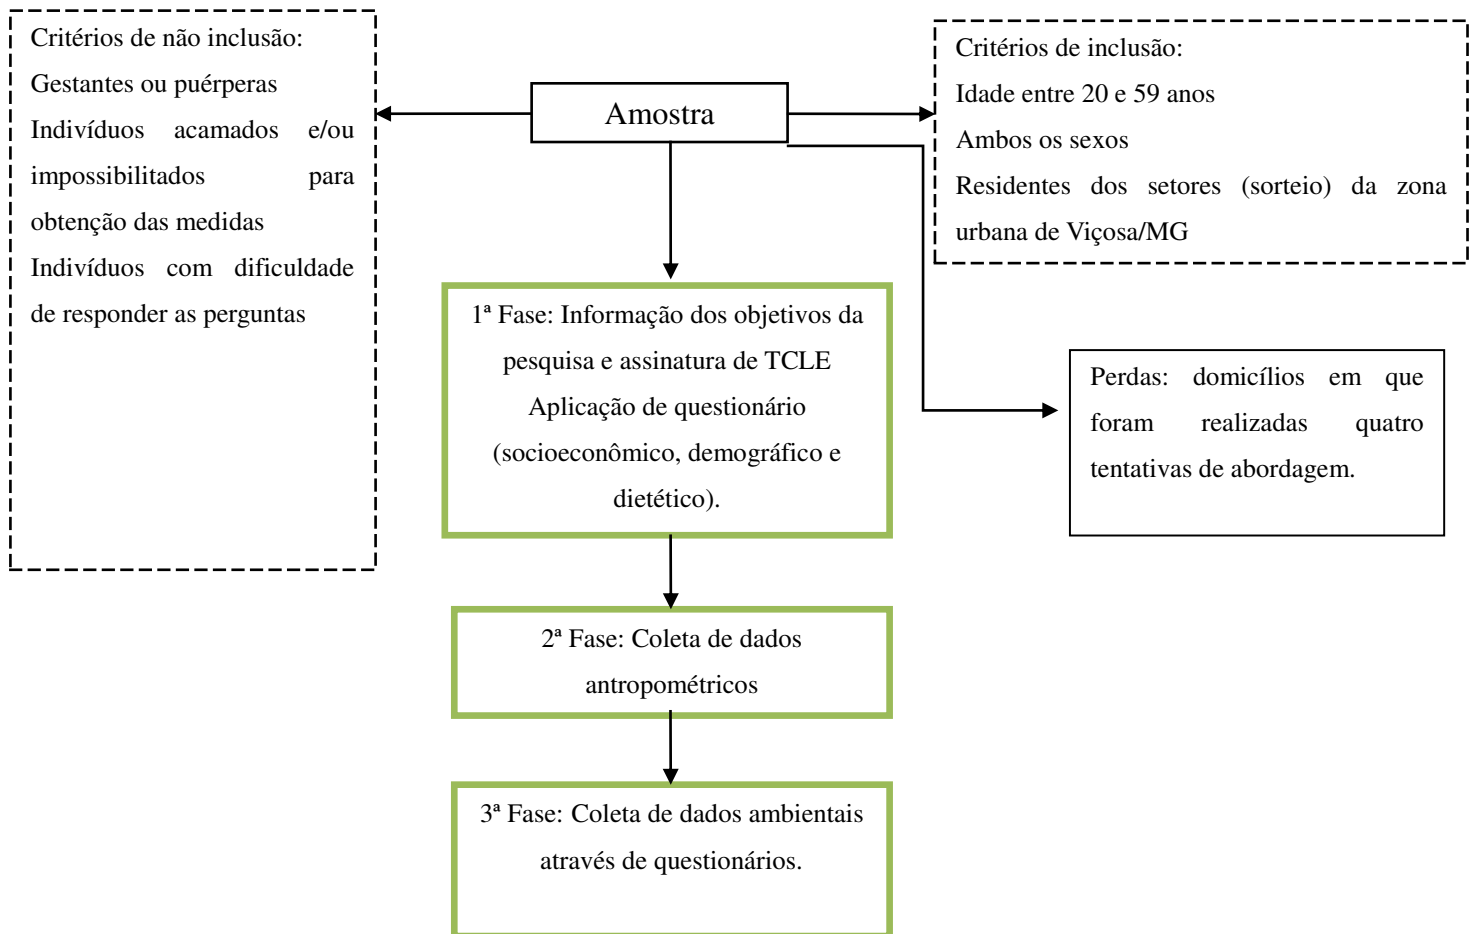 Critérios de não inclusão:
Gestantes ou puérperas
Indivíduos acamados e/ou
impossibilitados para
obtenção das medidas
Indivíduos com dificuldade
de responder as perguntas
Amostra
Critérios de inclusão:
Idade entre 20 e 59 anos
Ambos os sexos
Residentes dos setores (sorteio) da zona
urbana de Viçosa/MG
1ª Fase: Informação dos objetivos da
pesquisa e assinatura de TCLE
Aplicação de questionário
(socioeconômico, demográfico e
dietético).
Perdas: domicílios em que
foram realizadas quatro
tentativas de abordagem.
2ª Fase: Coleta de dados
antropométricos
3ª Fase: Coleta de dados ambientais
através de questionários.